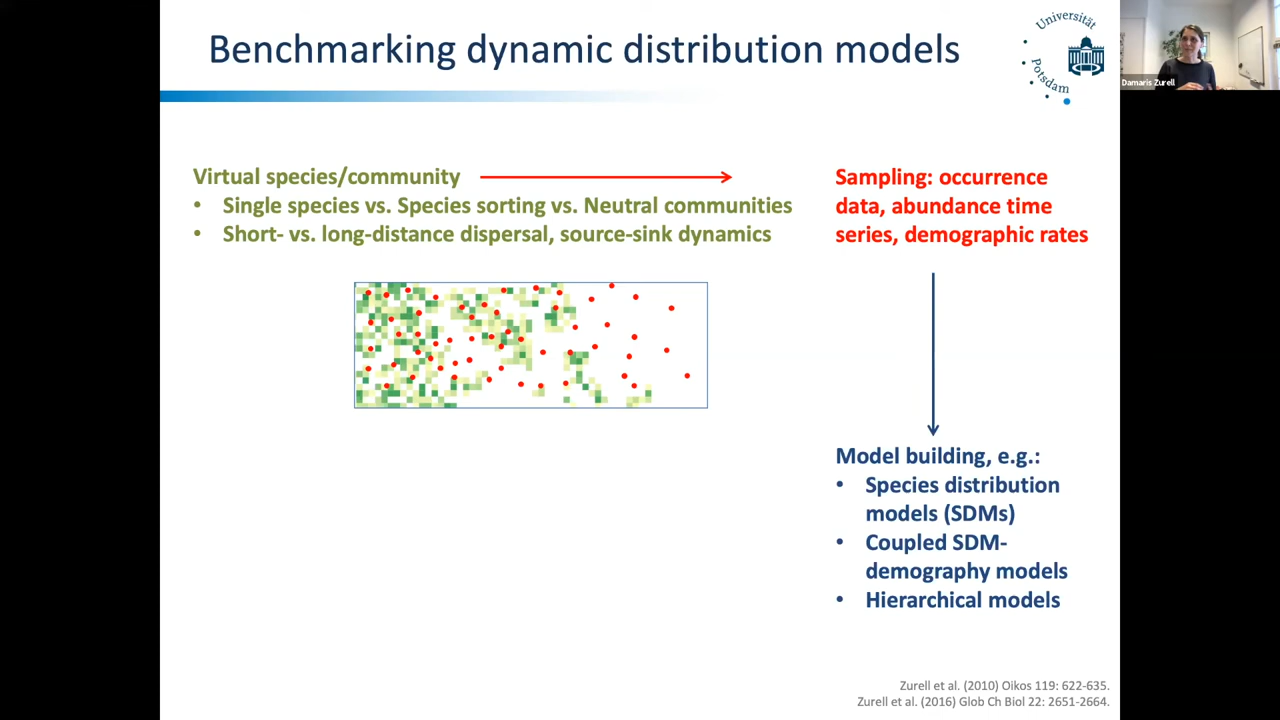 Benchmarking dynamic distribution models
Universität
Potsdam
Damaris Zurell
Virtual species/community
• Single species vs. Species sorting vs. Neutral communities
• Short- vs. long-distance dispersal, source-sink dynamics
Sampling: occurrence
data, abundance time
series, demographic rates
Model building, e.g.:
• Species distribution
models (SDMs)
• Coupled SDM-
demography models
• Hierarchical models
Zurell et al. (2010) Oikos 119: 622-635.
Zurell et al. (2016) Glob Ch Biol 22: 2651-2664.